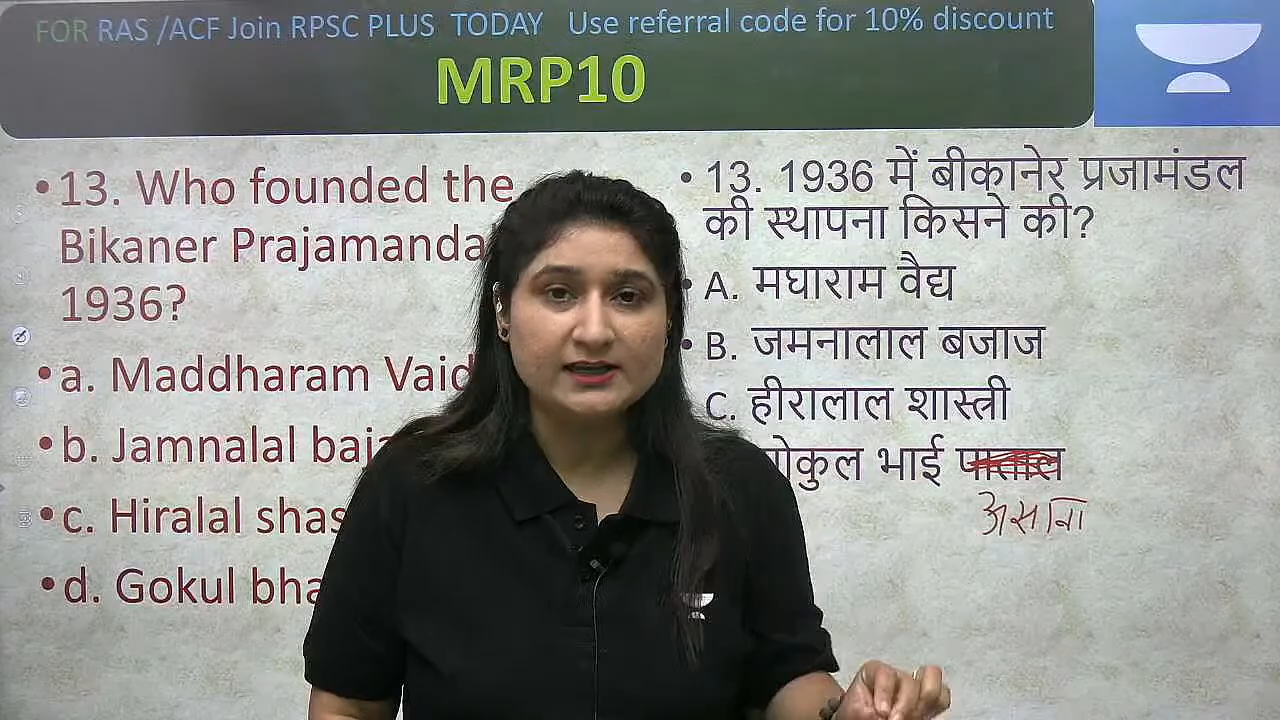 FOR RAS /ACF Join RPSC PLUS TODAY Use referral code for 10% discount
MRP10
• 13. Who founded the
Bikaner Prajamanda
1936?
• a. Maddharam Vaid
• b. Jamnalal baja
• c. Hiralal shas
• d. Gokul bha
• 13. 1936 में बीकानेर प्रजामंडल
की स्थापना किसने की?
• A. मघाराम वैद्य
• B. जमनालाल बजाज
C. हीरालाल शास्त्री
गोकुल भाई